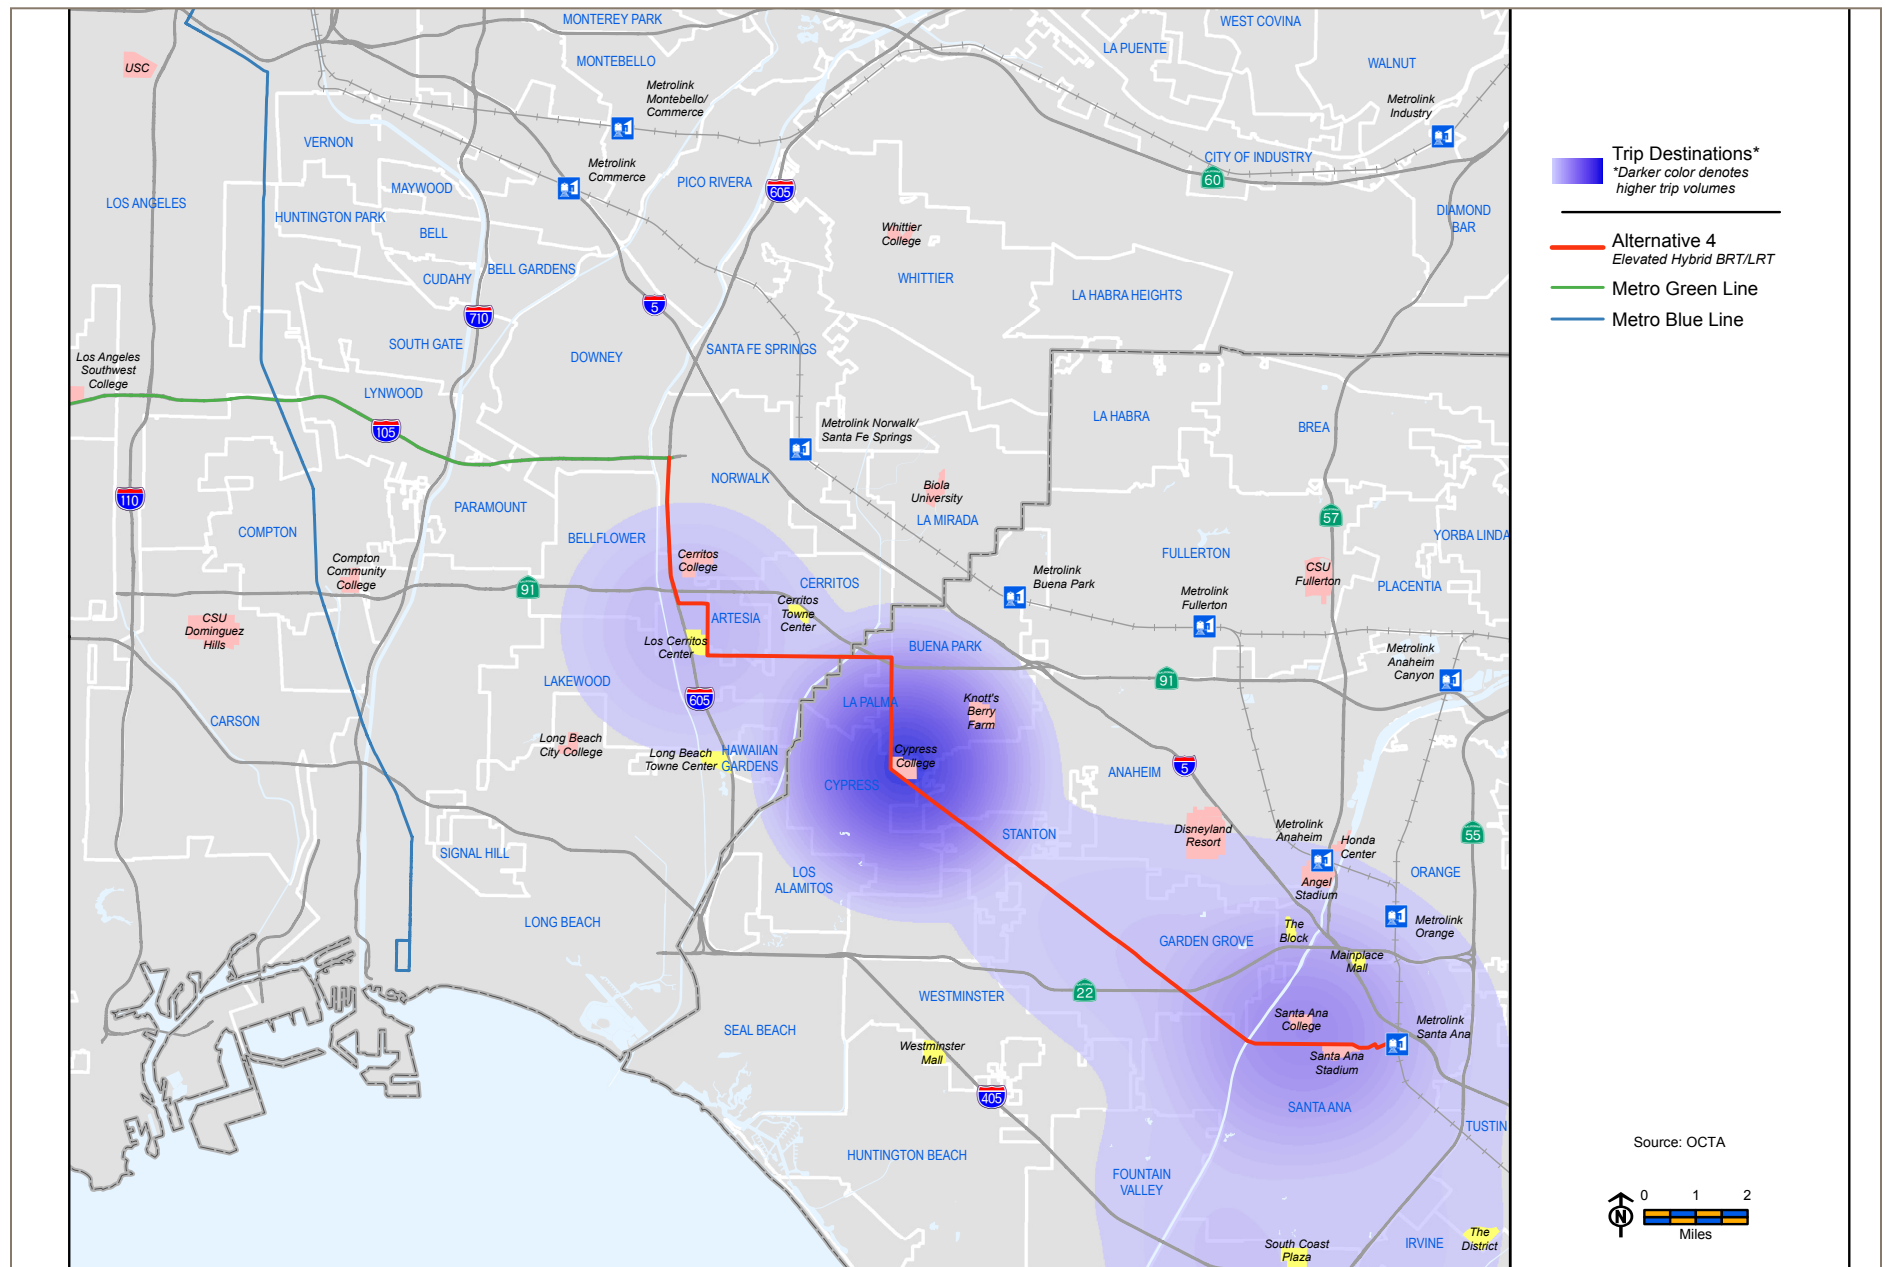 MONTEREY PARK
WEST COVINA
LA PUENTE
MONTEBELLO
WALNUT
USC
Metrolink
Montebello/
Commerce
Metrolink
Industry
VERNON
CITY OF INDUSTRY
60
Metrolink
Commerce
MAYWOOD
PICO RIVERA
605
LOS ANGELES
HUNTINGTON PARK
DIAMOND
BAR
BELL
Whittier
College
BELL GARDENS
CUDAHY
WHITTIER
LA HABRA HEIGHTS
5
710
SOUTH GATE
DOWNEY
SANTA FE SPRINGS
Los Angeles
Southwest
College
LYNWOOD
LA HABRA
BREA
105
Metrolink Norwalk/
Santa Fe Springs
NORWALK
Biola
University
110
PARAMOUNT
LA MIRADA
57
COMPTON
BELLFLOWER
YORBA LINDA
FULLERTON
Cerritos
College
Compton
Community
College
CSU
Fullerton
Metrolink
Buena Park
CERRITOS
PLACENTIA
91
Metrolink
Fullerton
Cerritos
Towne
Center
ARTESIA
CSU
Dominguez
Hills
Los Cerritos
Center
BUENA PARK
Metrolink
Anaheim
Canyon
LAKEWOOD
91
605
LA PALMA
Knott's
Berry
Farm
CARSON
Long Beach
City College
Long Beach
Towne Center
HAWAIIAN
GARDENS
Cypress
College
5
ANAHEIM
CYPRESS
STANTON
Disneyland
Resort
Metrolink
Anaheim
Honda
Center
55
SIGNAL HILL
LOS
ALAMITOS
ORANGE
Angel
Stadium
LONG BEACH
The
Block
Metrolink
Orange
GARDEN GROVE
Mainplace
Mall
22
WESTMINSTER
Santa Ana
College
Metrolink
Santa Ana
SEAL BEACH
Westminster
Mall
Santa Ana
Stadium
405
SANTA ANA
TUSTIN
HUNTINGTON BEACH
FOUNTAIN
VALLEY
South Coast
Plaza
IRVINE
The
District
Trip Destinations*
*Darker color denotes
higher trip volumes
Alternative 4
Elevated Hybrid BRT/LRT
Metro Green Line
Metro Blue Line
Source: OCTA
N
0 1 2
Miles